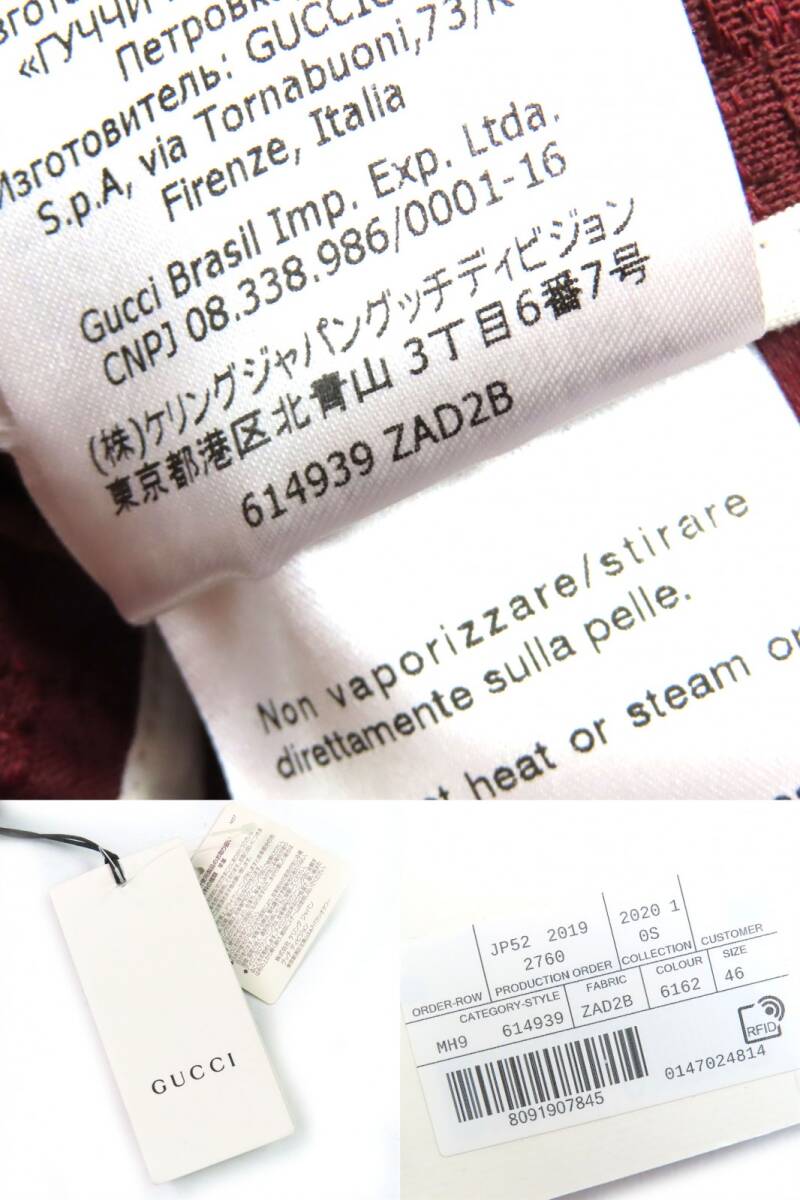 «ГУЧЧИ
Петровка
Изготовитель: GUCCIO
S.p.A, via Tornabuoni,73/R
Firenze, Italia
Gucci Brasil Imp. Exp. Ltda.
CNPJ 08.338.986/0001-16
(株)ケリングジャパングッチディビジョン
東京都港区北青山 3丁目6番7号
614939 ZAD2B
Non vaporizzare/stirare
direttamente sulla pelle.
heat or steam
GUCCI
JP52 2019
2760
2020 1
0S
ORDER-ROW PRODUCTION ORDER COLLECTION CUSTOMER
CATEGORY-STYLE FABRIC COLOUR SIZE
MH9 614939 ZAD2B 6162 46
8091907845
0147024814
RFID